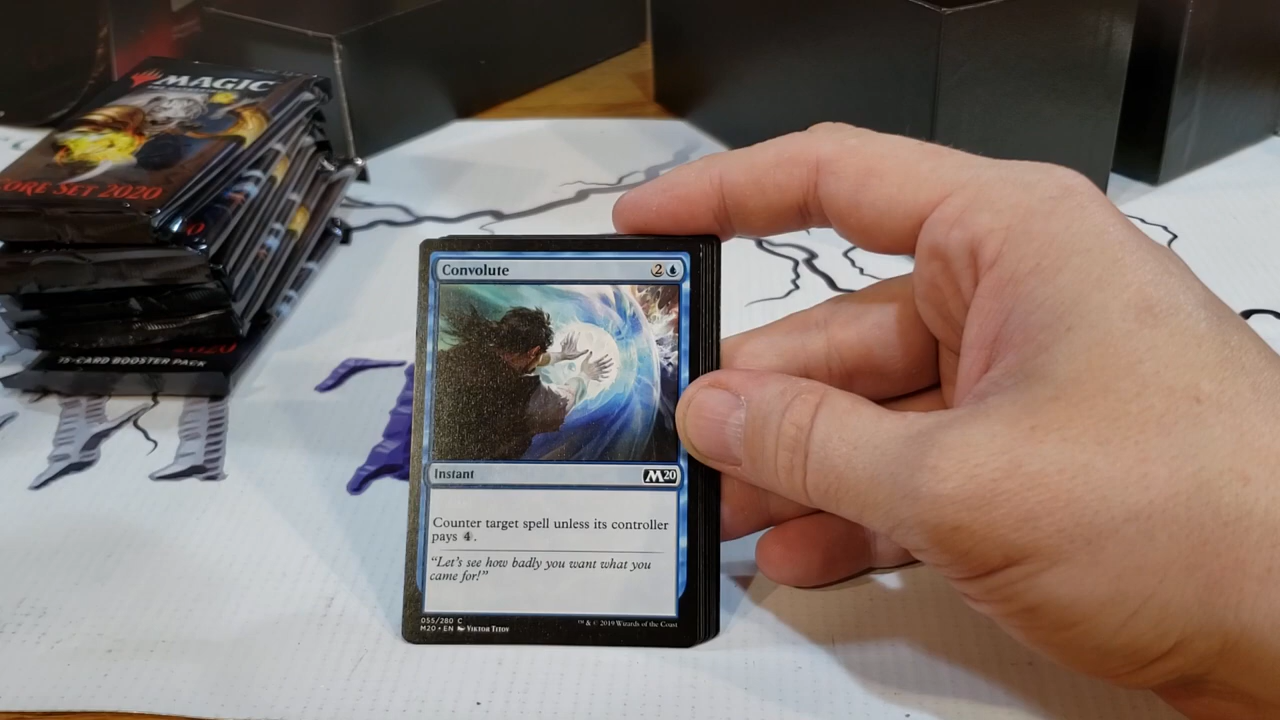 MAGIC
CORE SET 2020
15-CARD BOOSTER PACK
Convolute
2
Instant
M20
Counter target spell unless its controller
pays 4.
"Let's see how badly you want what you
came for!"
055/280 C
M20 • EN VIKTOR TITOV
™ & © 2019 Wizards of the Coast